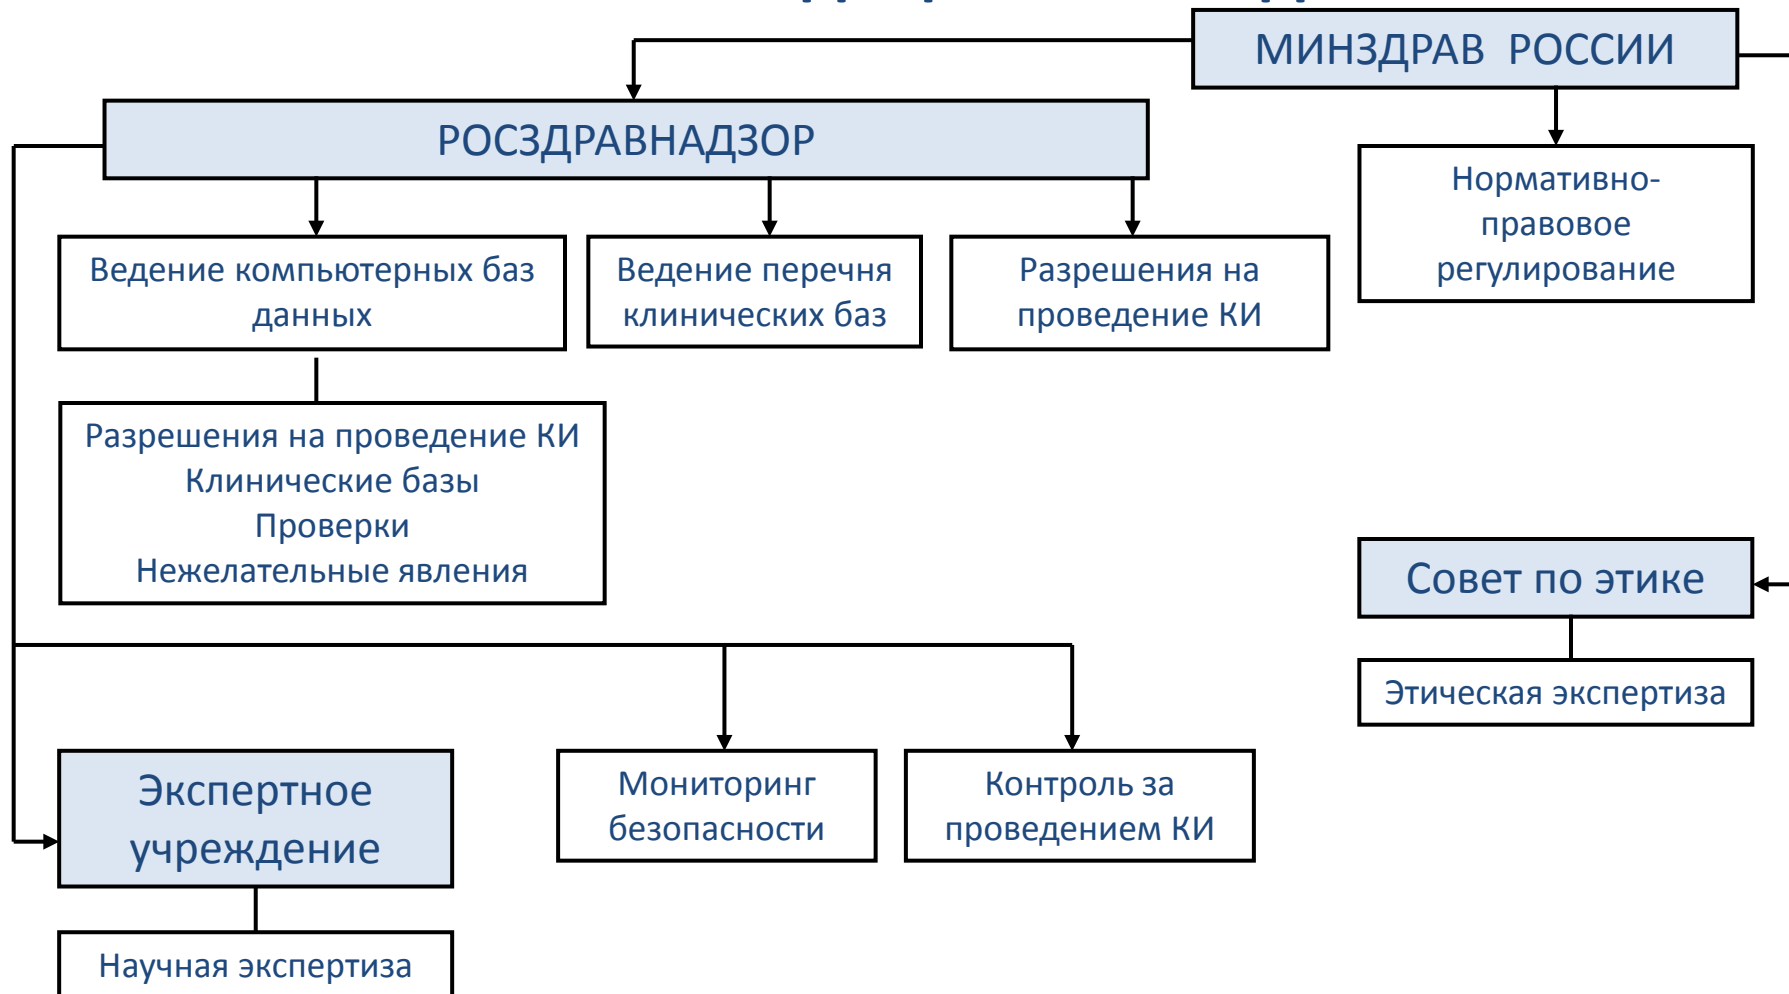 МИНЗДРАВ РОССИИ
РОСЗДРАВНАДЗОР
Нормативно-
правовое
регулирование
Ведение компьютерных баз
данных
Ведение перечня
клинических баз
Разрешения на
проведение КИ
Разрешения на проведение КИ
Клинические базы
Проверки
Нежелательные явления
Совет по этике
Этическая экспертиза
Экспертное
учреждение
Мониторинг
безопасности
Контроль за
проведением КИ
Научная экспертиза